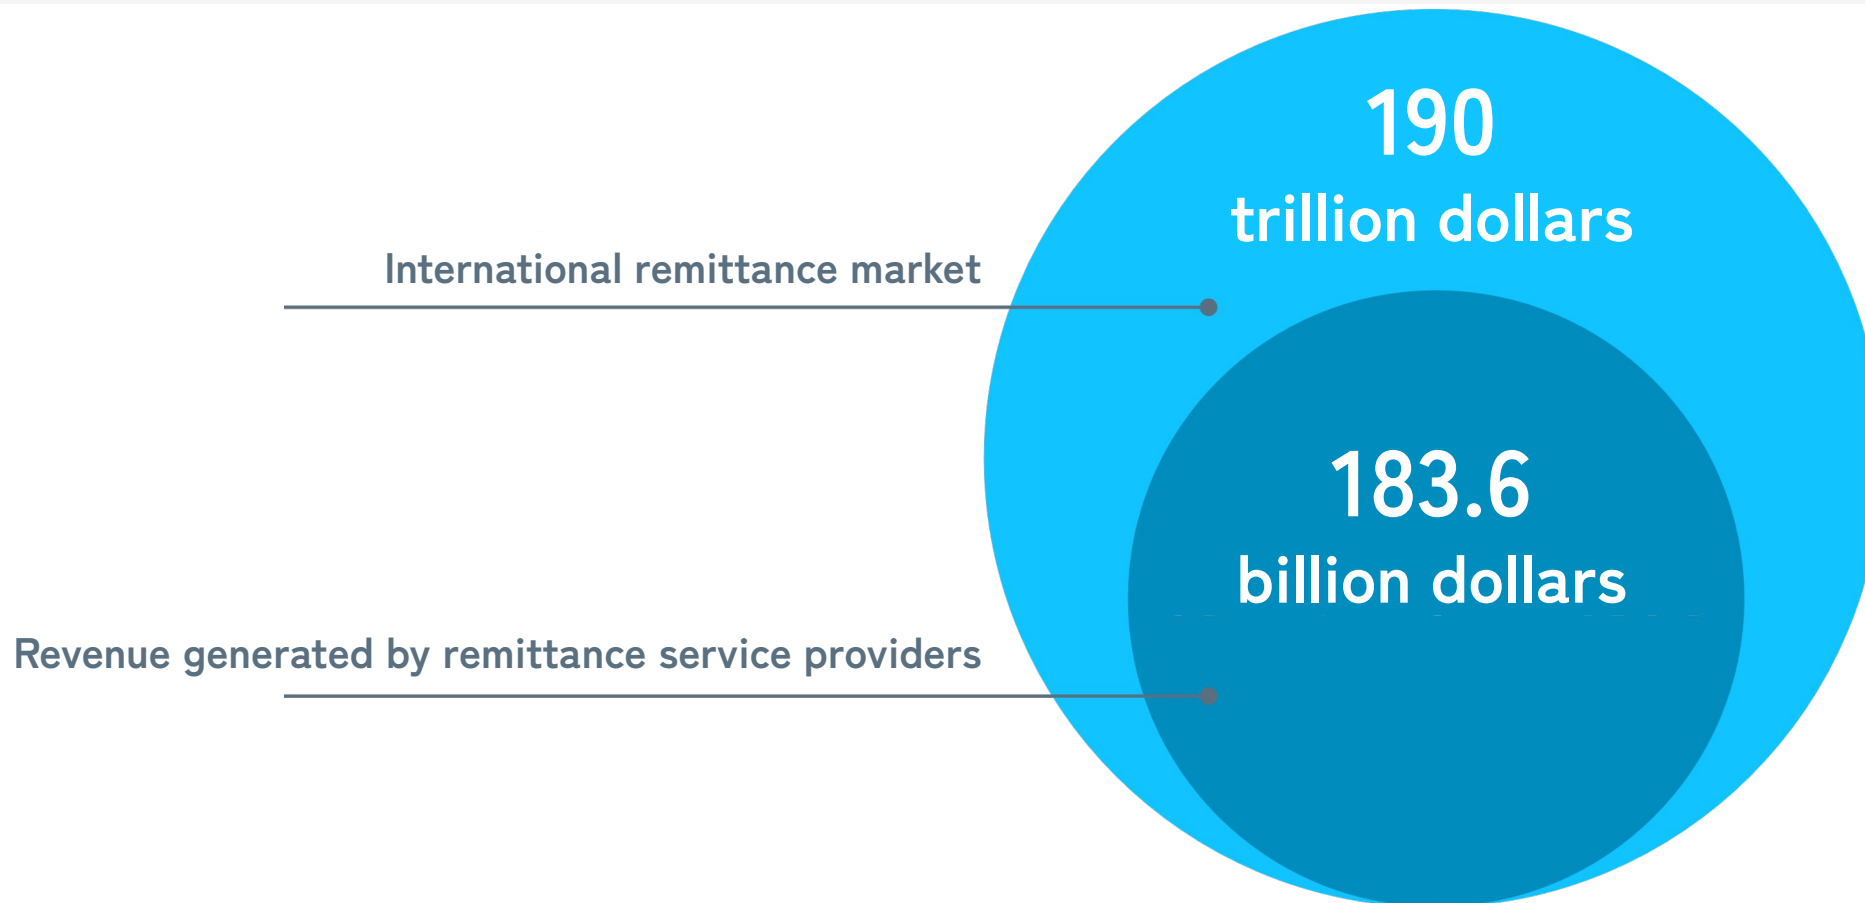 190
trillion dollars
International remittance market
183.6
billion dollars
Revenue generated by remittance service providers